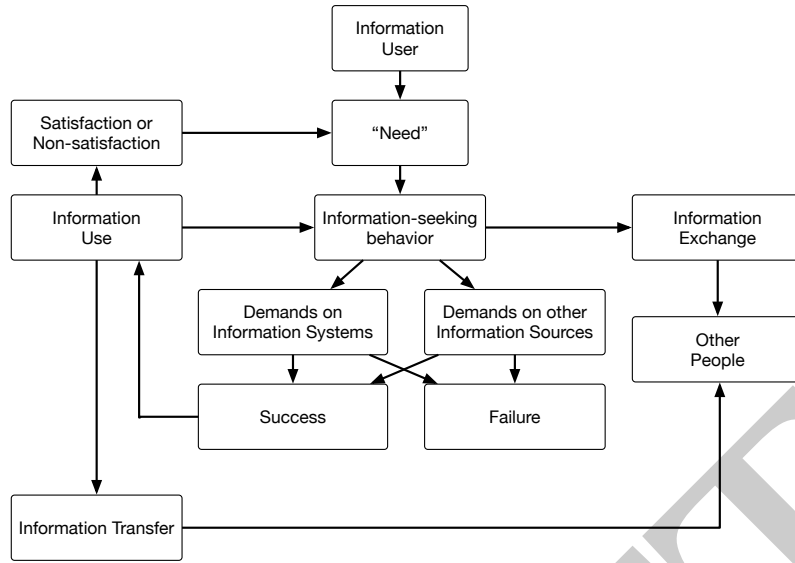 Information
User
Satisfaction or
Non-satisfaction
“Need”
Information
Use
Information-seeking
behavior
Information
Exchange
Demands on
Information Systems
Demands on other
Information Sources
Other
People
Success
Failure
Information Transfer